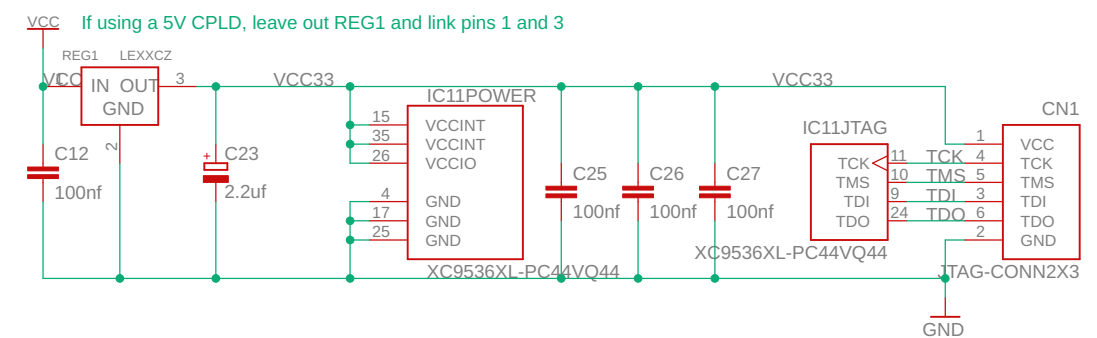 VCC If using a 5V CPLD, leave out REG1 and link pins 1 and 3
REG1 LEXXCZ
VCC 1 IN OUT 3 VCC33 VCC33
GND
2
C12
100nf
+ C23
2.2uf
IC11POWER
15 VCCINT
35 VCCINT
26 VCCIO
4 GND
17 GND
25 GND
XC9536XL-PC44VQ44
C25
100nf
C26
100nf
C27
100nf
IC11JTAG
TCK 11 TCK
TMS 10 TMS
TDI 9 TDI
TDO 24 TDO
XC9536XL-PC44VQ44
CN1
1 VCC
4 TCK
5 TMS
3 TDI
6 TDO
2 GND
JTAG-CONN2X3
GND